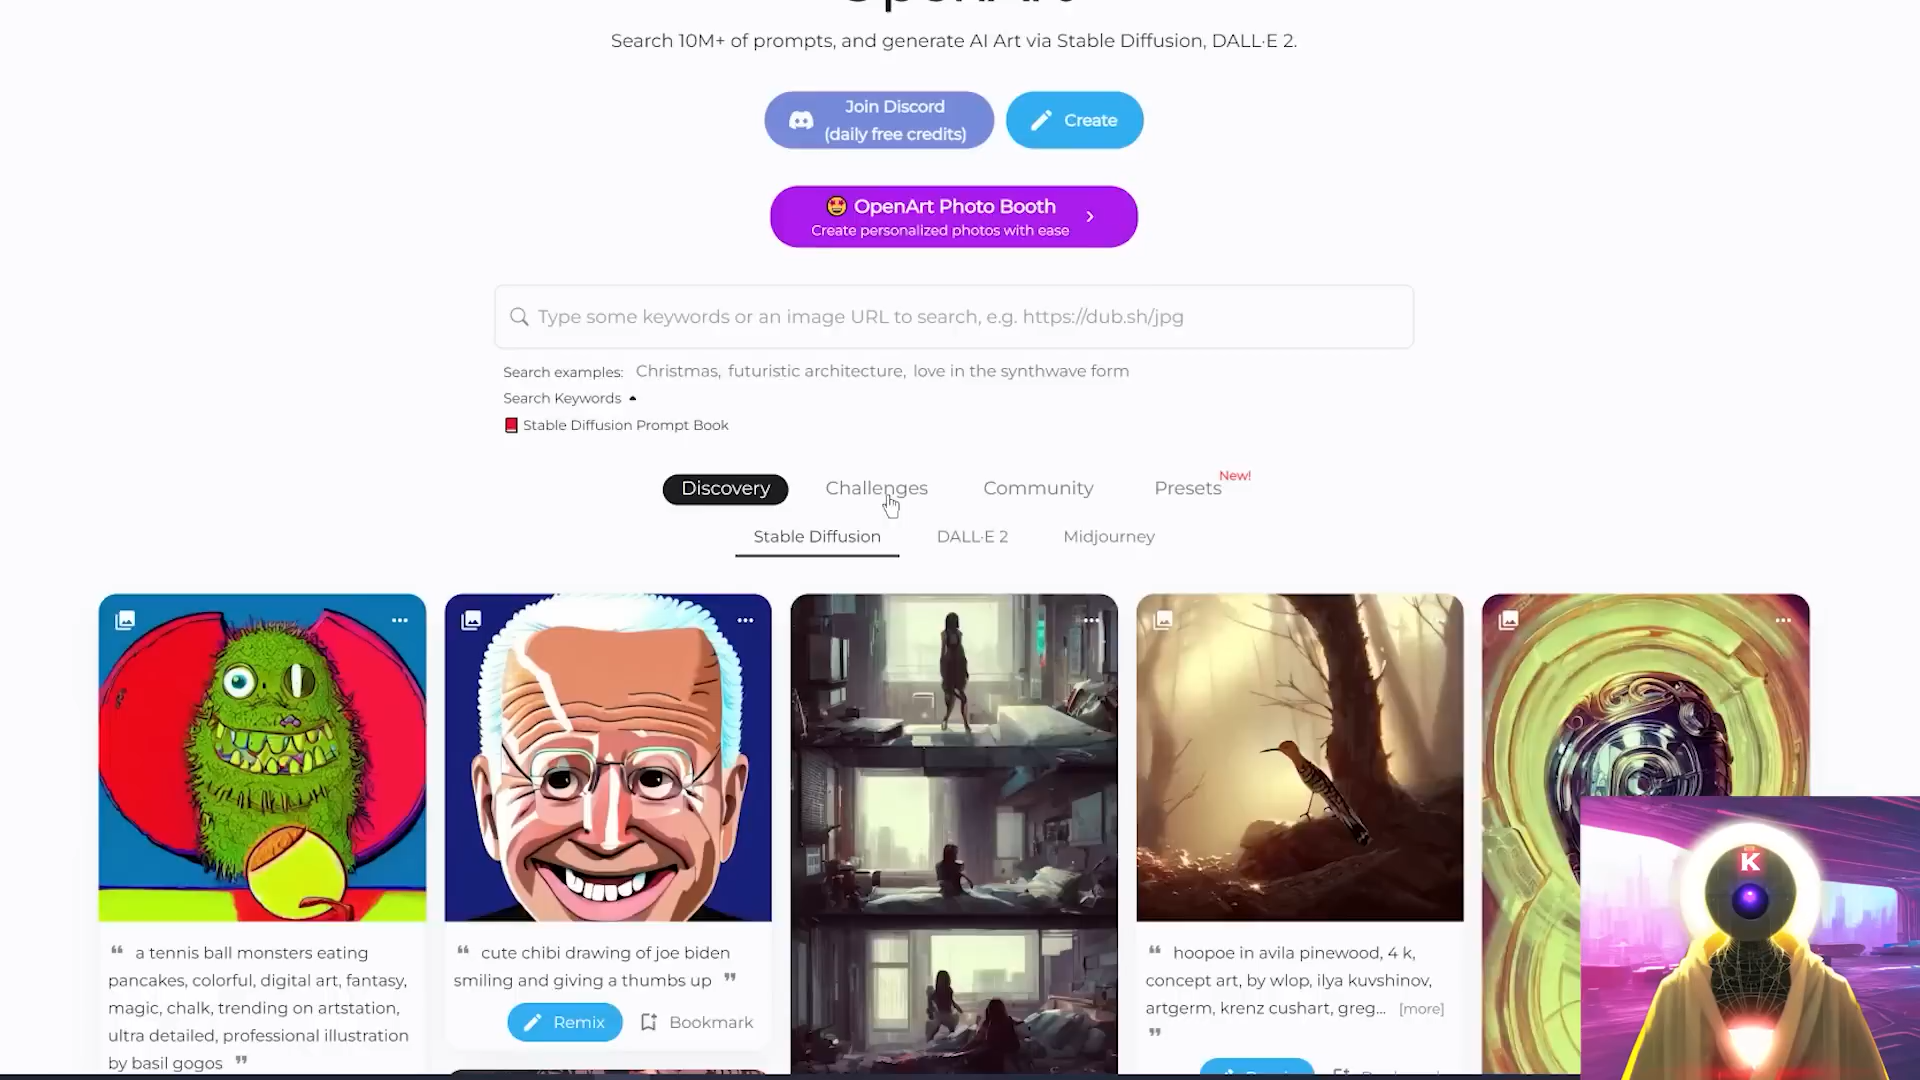 OpenArt
Search 10M+ of prompts, and generate AI Art via Stable Diffusion, DALL·E 2.
Join Discord
(daily free credits)
Create
OpenArt Photo Booth
Create personalized photos with ease
Type some keywords or an image URL to search, e.g. https://dub.sh/jpg
Search examples: Christmas, futuristic architecture, love in the synthwave form
Search Keywords
Stable Diffusion Prompt Book
Discovery Challenges Community Presets New!
Stable Diffusion DALL·E 2 Midjourney
“ a tennis ball monsters eating
pancakes, colorful, digital art, fantasy,
magic, chalk, trending on artstation,
ultra detailed, professional illustration
by basil gogos ”
“ cute chibi drawing of joe biden
smiling and giving a thumbs up ”
Remix Bookmark
“ hoopoe in avila pinewood, 4 k,
concept art, by wlop, ilya kuvshinov,
artgerm, krenz cushart, greg... [more]
”
K